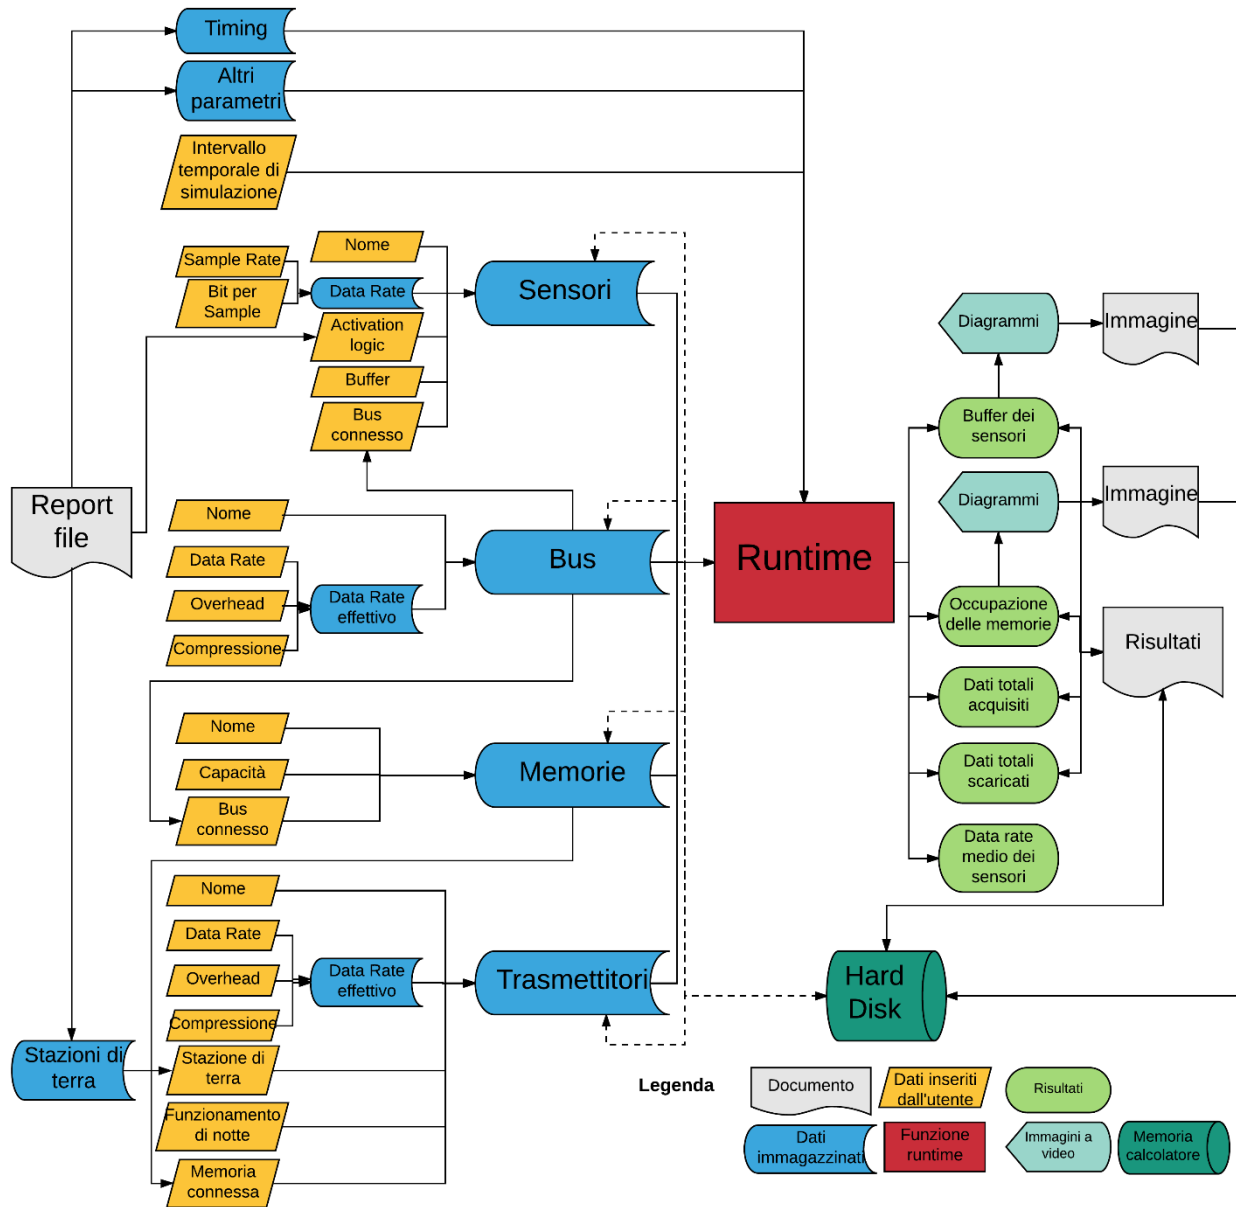 Timing
Altri
parametri
Intervallo
temporale di
simulazione
Nome
Sample Rate
Bit per
Sample
Data Rate
Activation
logic
Buffer
Bus
connesso
Sensori
Report
file
Nome
Data Rate
Overhead
Compressione
Data Rate
effettivo
Bus
Nome
Capacità
Bus
connesso
Memorie
Nome
Data Rate
Overhead
Compressione
Data Rate
effettivo
Trasmettitori
Stazioni di
terra
Stazione di
terra
Funzionamento
di notte
Memoria
connessa
Runtime
Diagrammi
Immagine
Buffer dei
sensori
Diagrammi
Immagine
Occupazione
delle memorie
Risultati
Dati totali
acquisiti
Dati totali
scaricati
Data rate
medio dei
sensori
Hard
Disk
Legenda
Documento
Dati inseriti
dall'utente
Risultati
Dati
immagazzinati
Funzione
runtime
Immagini a
video
Memoria
calcolatore